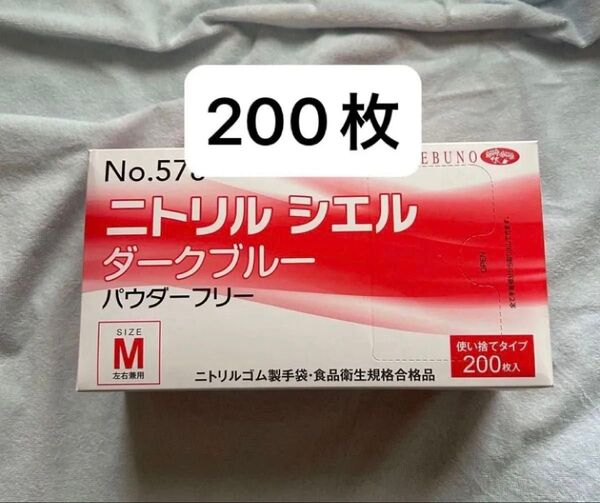 200枚
EBUNO
ニトリル シエル
ダークブルー
パウダーフリー
OPEN
SIZE
M
左右兼用
使い捨てタイプ
200枚入
ニトリルゴム製手袋・食品衛生規格合格品